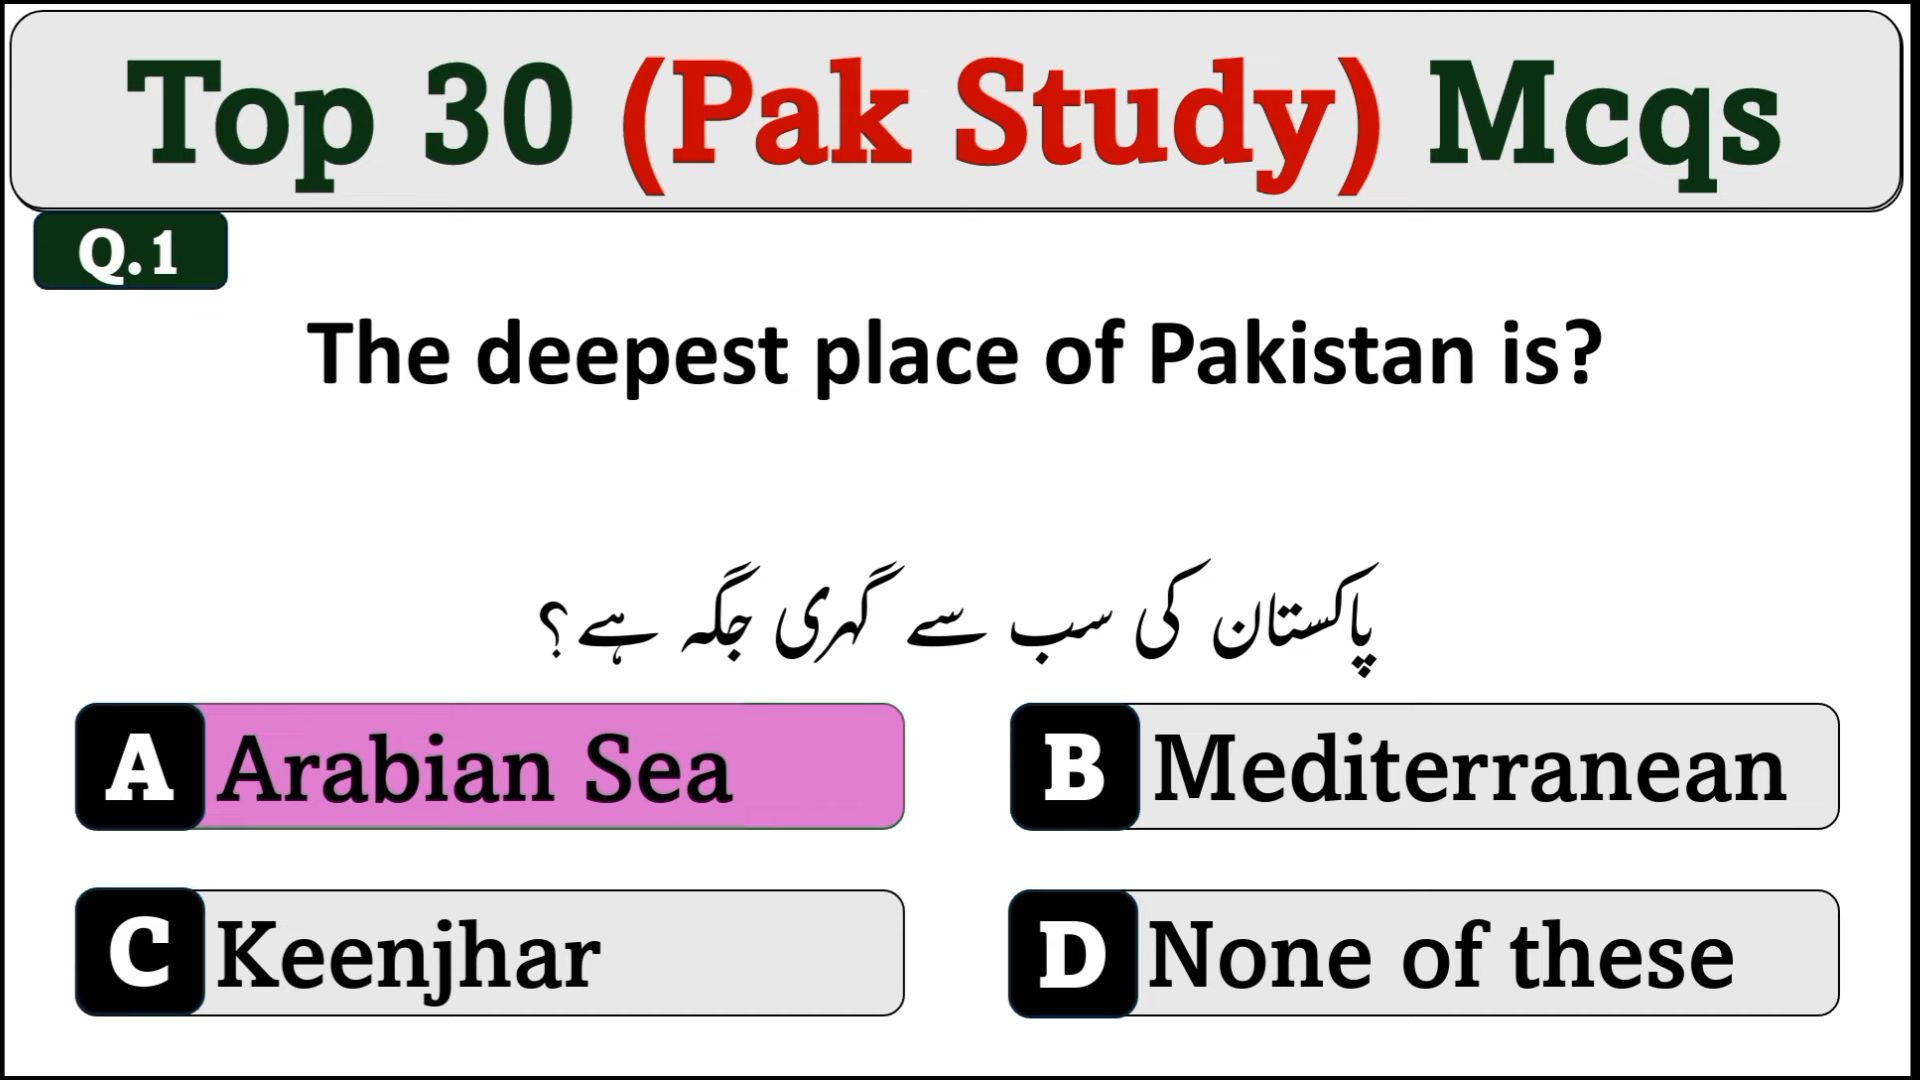 Top 30 (Pak Study) Mcqs
Q.1
The deepest place of Pakistan is?
پاکستان کی سب سے گہری جگہ ہے؟
A Arabian Sea
B Mediterranean
C Keenjhar
D None of these